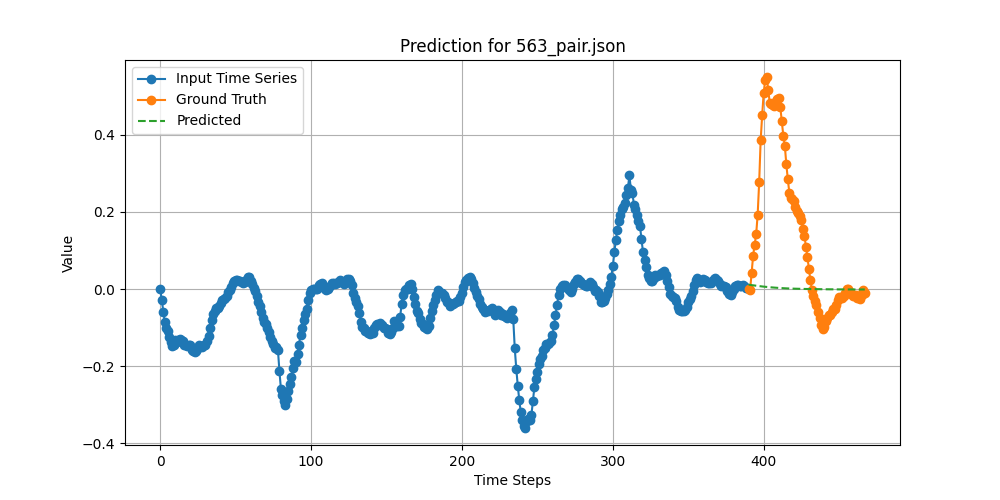 Prediction for 563_pair.json
Input Time Series
Ground Truth
Predicted
Value
0.4
0.2
0.0
−0.2
−0.4
0 100 200 300 400
Time Steps